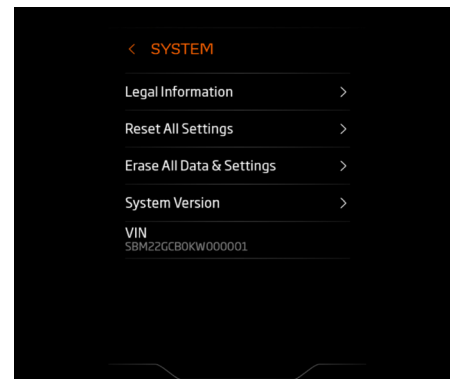 < SYSTEM
Legal Information >
Reset All Settings >
Erase All Data & Settings >
System Version >
VIN
SBM22GCB0KW000001